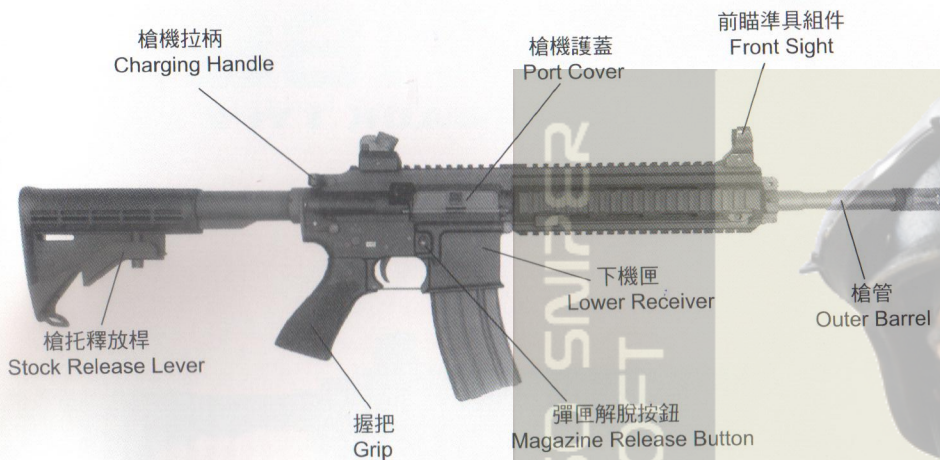 槍機拉柄
Charging Handle
槍機護蓋
Port Cover
前瞄準具組件
Front Sight
下機匣
Lower Receiver
槍管
Outer Barrel
槍托釋放桿
Stock Release Lever
握把
Grip
彈匣解脫按鈕
Magazine Release Button
SNIPER